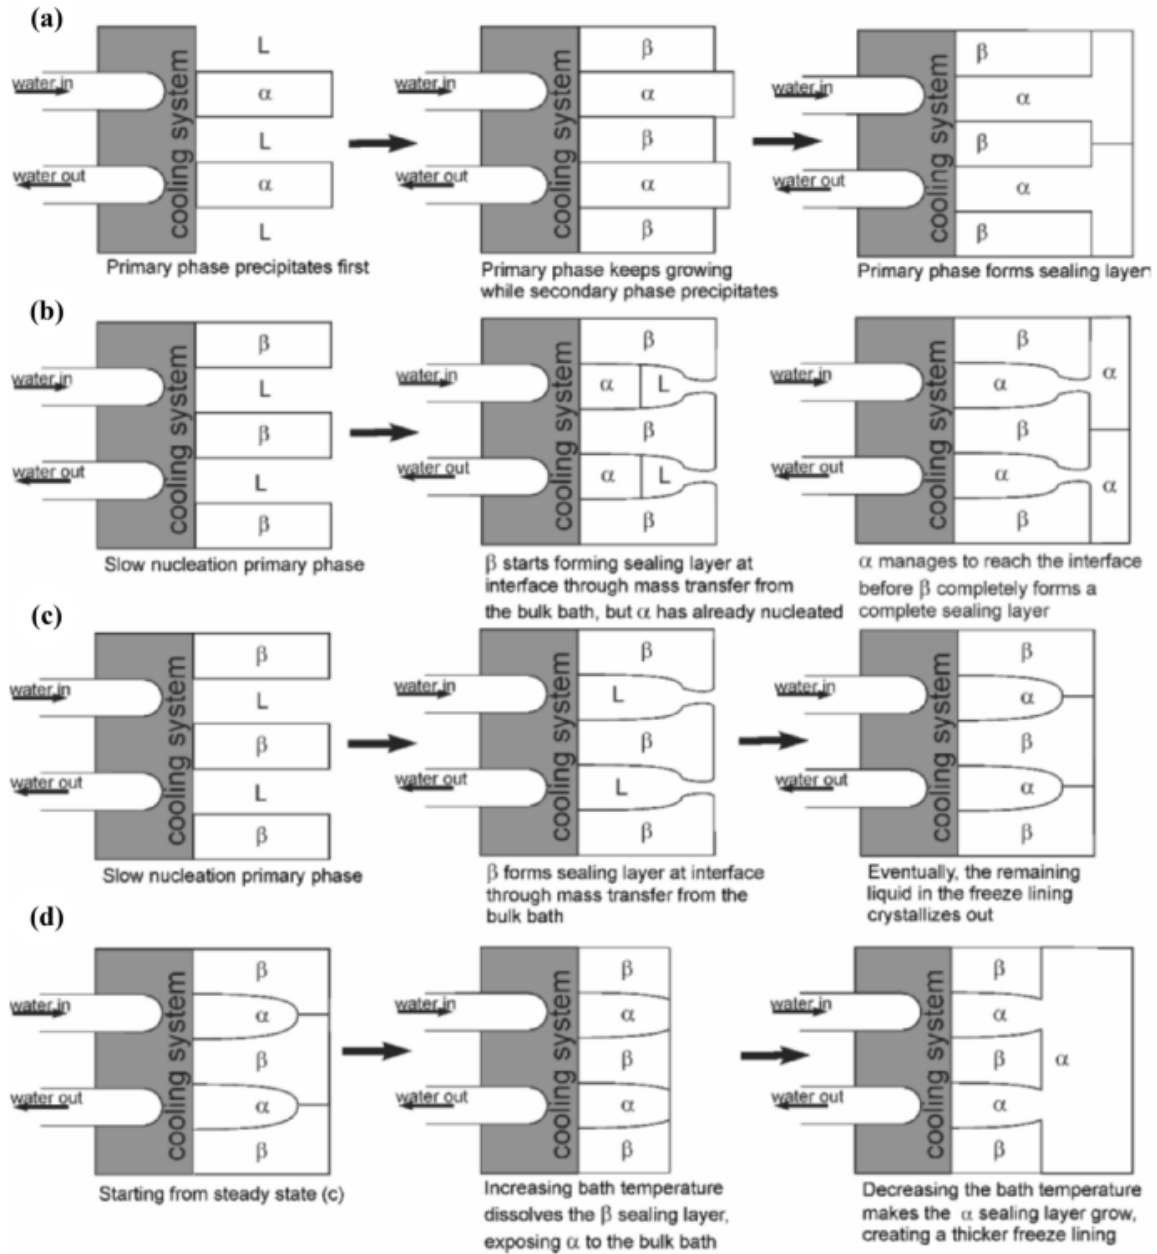 (a)
L
water in
α
L
water out
α
L
cooling system
Primary phase precipitates first
β
water in
α
β
water out
α
β
cooling system
Primary phase keeps growing
while secondary phase precipitates
β
water in
α
β
water out
α
β
cooling system
Primary phase forms sealing layer
(b)
β
water in
L
β
water out
L
β
cooling system
Slow nucleation primary phase
β
water in
α L
β
water out
α L
β
cooling system
β starts forming sealing layer at
interface through mass transfer from
the bulk bath, but α has already nucleated
β
water in
α α
β
water out
α α
β
cooling system
α manages to reach the interface
before β completely forms a
complete sealing layer
(c)
β
water in
L
β
water out
L
β
cooling system
Slow nucleation primary phase
β
water in
L
β
water out
L
β
cooling system
β forms sealing layer at interface
through mass transfer from the
bulk bath
β
water in
α
β
water out
α
β
cooling system
Eventually, the remaining
liquid in the freeze lining
crystallizes out
(d)
β
water in
α
β
water out
α
β
cooling system
Starting from steady state (c)
β
water in
α
β
water out
α
β
cooling system
Increasing bath temperature
dissolves the β sealing layer,
exposing α to the bulk bath
β
water in
α
β α
water out
α
β
cooling system
Decreasing the bath temperature
makes the α sealing layer grow,
creating a thicker freeze lining